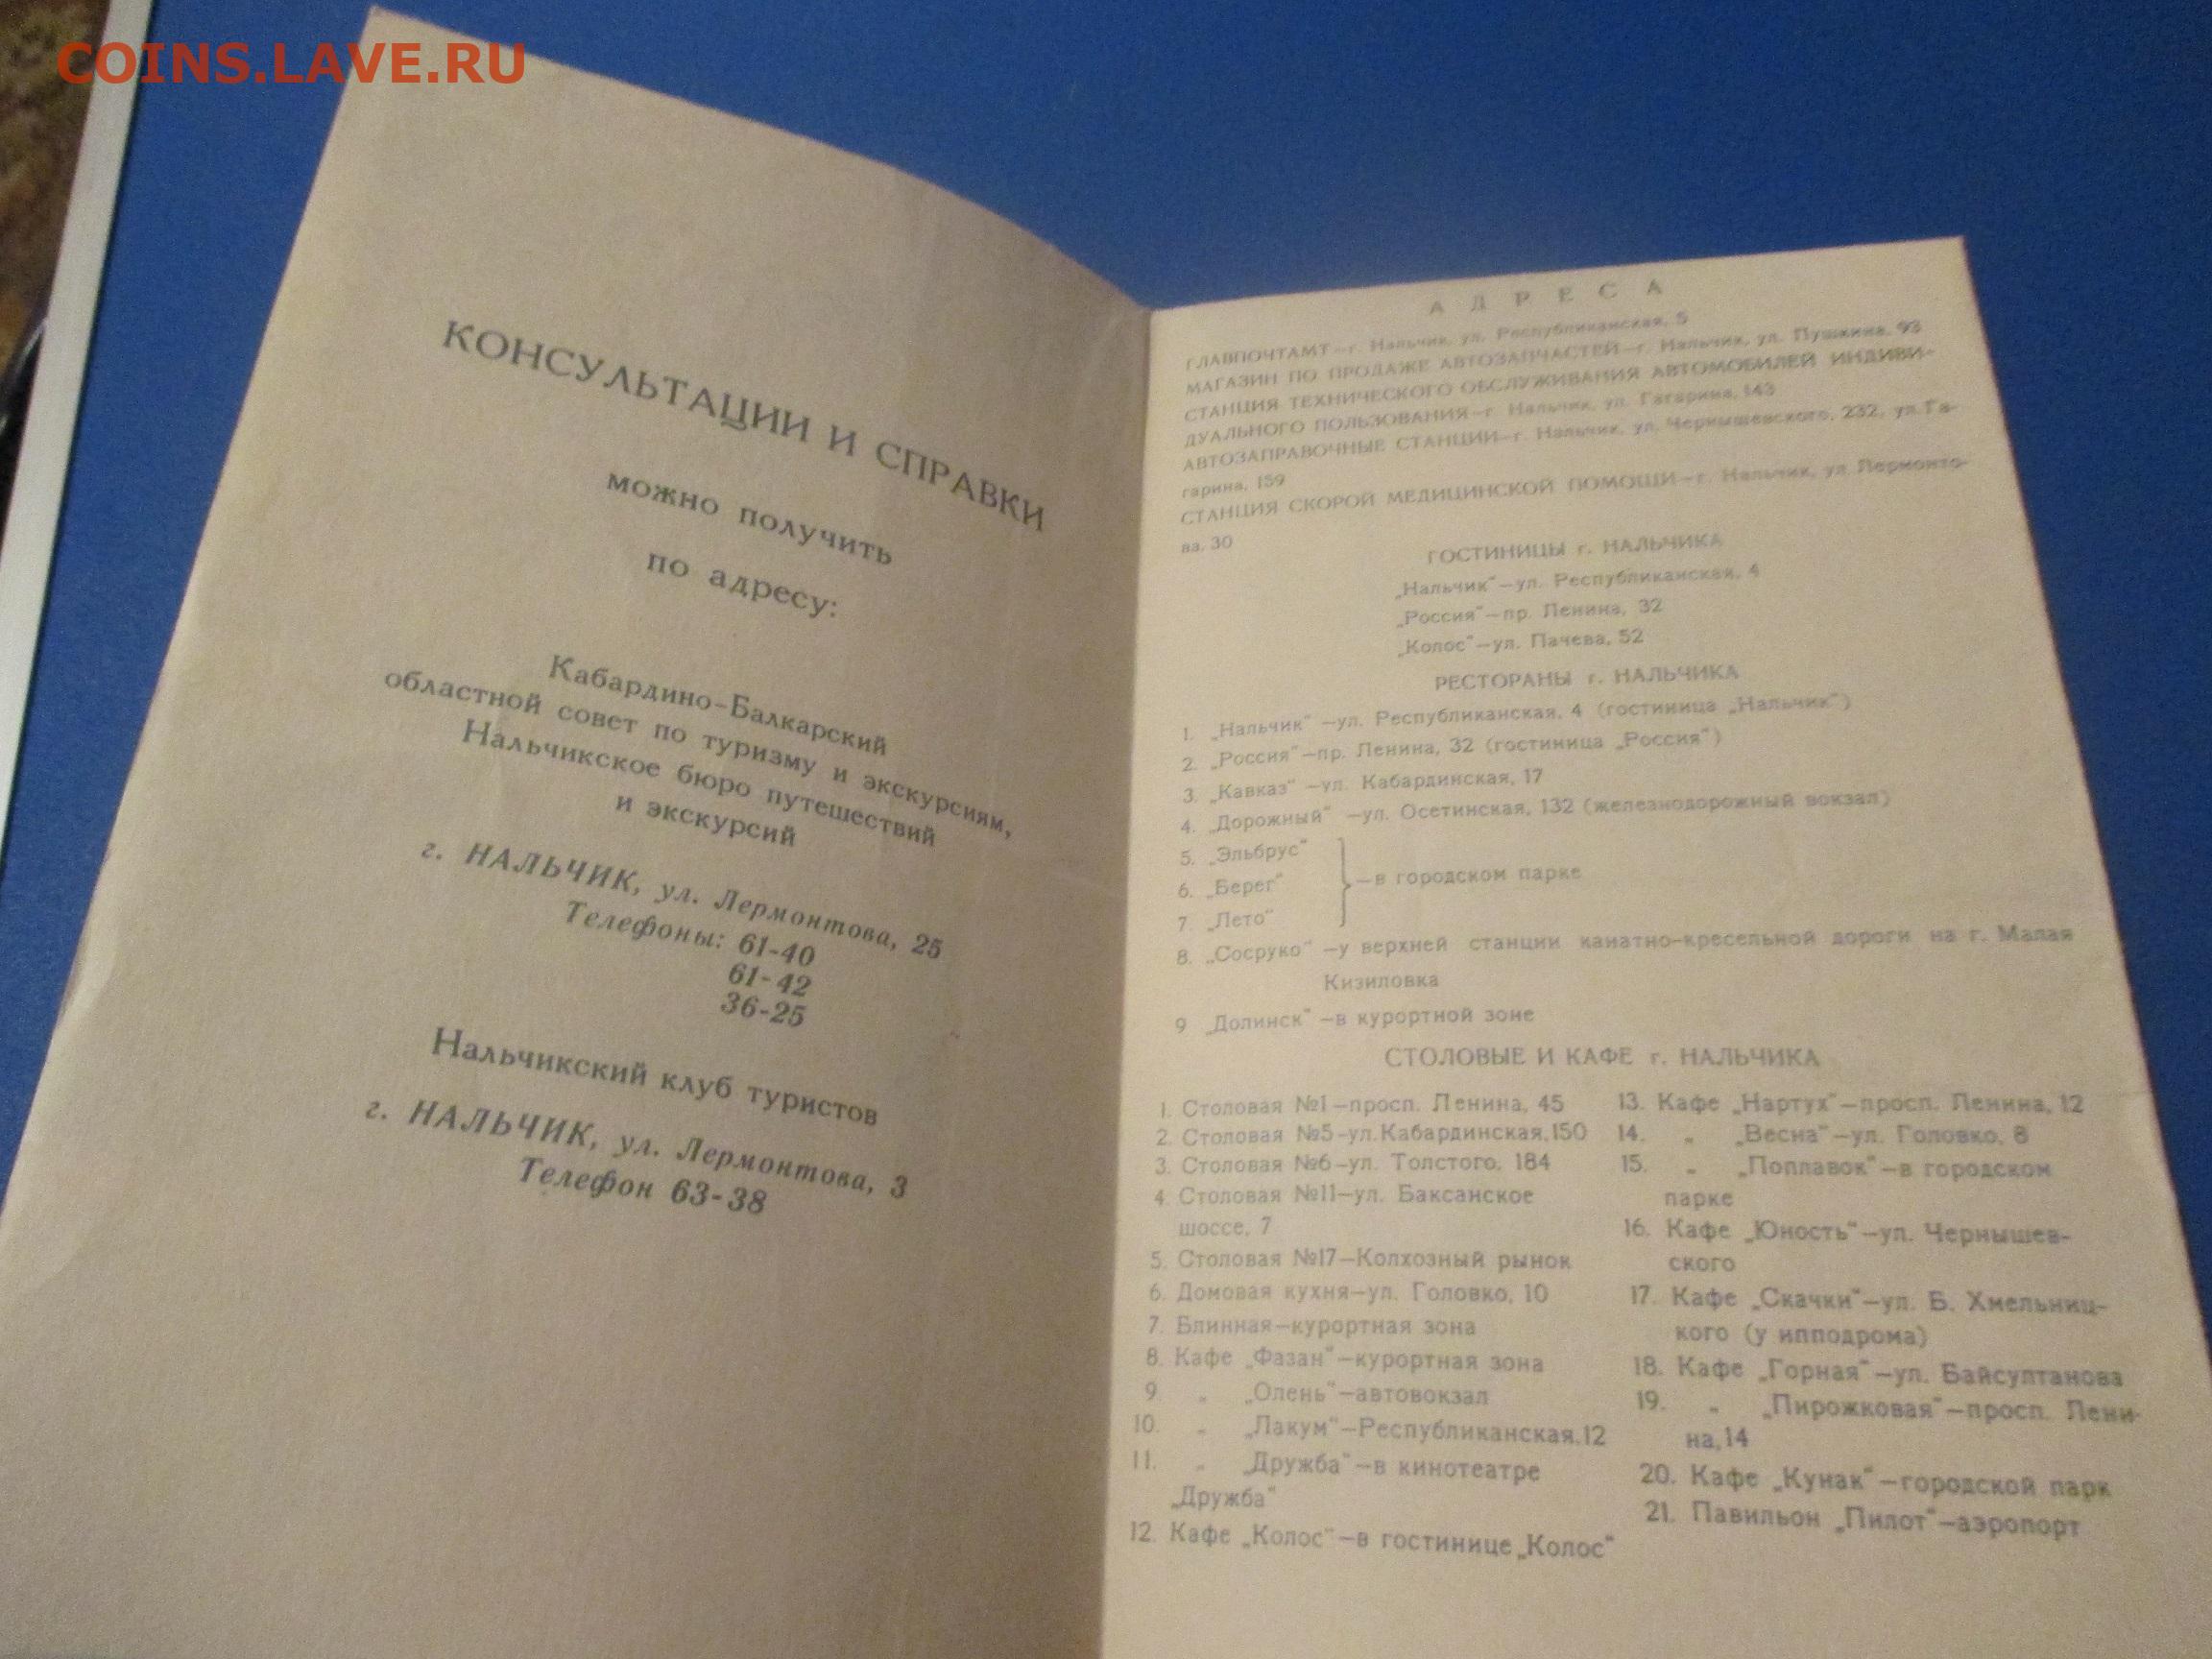 COINS.LAVE.RU
КОНСУЛЬТАЦИИ И СПРАВКИ
можно получить
по адресу:
Кабардино-Балкарский
областной совет по туризму и экскурсиям,
Нальчикское бюро путешествий
и экскурсий
г. НАЛЬЧИК, ул. Лермонтова, 25
Телефоны: 61-40
61-42
36-25
Нальчикский клуб туристов
г. НАЛЬЧИК, ул. Лермонтова, 3
Телефон 63-38
АДРЕСА
ГЛАВПОЧТАМТ—г. Нальчик, ул. Республиканская, 5
МАГАЗИН ПО ПРОДАЖЕ АВТОЗАПЧАСТЕЙ—г. Нальчик, ул. Пушкина, 93
СТАНЦИЯ ТЕХНИЧЕСКОГО ОБСЛУЖИВАНИЯ АВТОМОБИЛЕЙ ИНДИВИ-
ДУАЛЬНОГО ПОЛЬЗОВАНИЯ—г. Нальчик, ул. Гагарина, 143
АВТОЗАПРАВОЧНЫЕ СТАНЦИИ—г. Нальчик, ул. Чернышевского, 232, ул. Га-
гарина, 159
СТАНЦИЯ СКОРОЙ МЕДИЦИНСКОЙ ПОМОЩИ—г. Нальчик, ул. Лермонто-
ва, 30
ГОСТИНИЦЫ г. НАЛЬЧИКА
„Нальчик“—ул. Республиканская, 4
„Россия“—пр. Ленина, 32
„Колос“—ул. Пачева, 52
РЕСТОРАНЫ г. НАЛЬЧИКА
1. „Нальчик“ —ул. Республиканская, 4 (гостиница „Нальчик“)
2. „Россия“—пр. Ленина, 32 (гостиница „Россия“)
3. „Кавказ“ —ул. Кабардинская, 17
4. „Дорожный“ —ул. Осетинская, 132 (железнодорожный вокзал)
5. „Эльбрус“
6. „Берег“ —в городском парке
7. „Лето“
8. „Сосруко“ —у верхней станции канатно-кресельной дороги на г. Малая
Кизиловка
9 „Долинск“ —в курортной зоне
СТОЛОВЫЕ И КАФЕ г. НАЛЬЧИКА
1. Столовая №1—просп. Ленина, 45
2. Столовая №5-ул. Кабардинская, 150
3. Столовая №6—ул. Толстого, 184
4. Столовая №11—ул. Баксанское
шоссе, 7
5. Столовая №17—Колхозный рынок
6. Домовая кухня—ул. Головко, 10
7. Блинная—курортная зона
8. Кафе „Фазан“—курортная зона
9 „ „Олень“—автовокзал
10. „ „Лакум“—Республиканская, 12
11. „ „Дружба“—в кинотеатре
„Дружба“
12. Кафе „Колос“—в гостинице „Колос“
13. Кафе „Нартух“—просп. Ленина, 12
14. „ „Весна“—ул. Головко, 8
15. „ „Поплавок“—в городском
парке
16. Кафе „Юность“—ул. Чернышев-
ского
17. Кафе „Скачки“—ул. Б. Хмельниц-
кого (у ипподрома)
18. Кафе „Горная“—ул. Байсултанова
19. „ „Пирожковая“—просп. Лени-
на, 14
20. Кафе „Кунак“—городской парк
21. Павильон „Пилот“—аэропорт